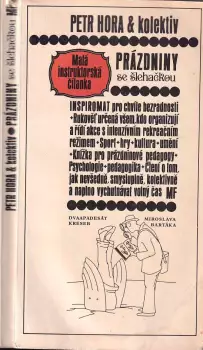 PETR HORA & kolektiv • PRÁZDNINY se šlehačkou MF
PETR HORA & kolektiv
Malá
instruktorská
čítanka
PRÁZDNINY
se šlehačkou
INSPIROMAT pro chvíle bezradnosti
• Rukověť určená všem, kdo organizují
a řídí akce s intenzívním rekreačním
režimem • Sport • hry • kultura • umění
• Knížka pro prázdninové pedagogy •
Psychologie • pedagogika • Čtení o tom,
jak nevšedně, smysluplně, kolektivně
a naplno vychutnávat volný čas MF
DVAAPADESÁT
KRESEB
MIROSLAVA
BARTÁKA